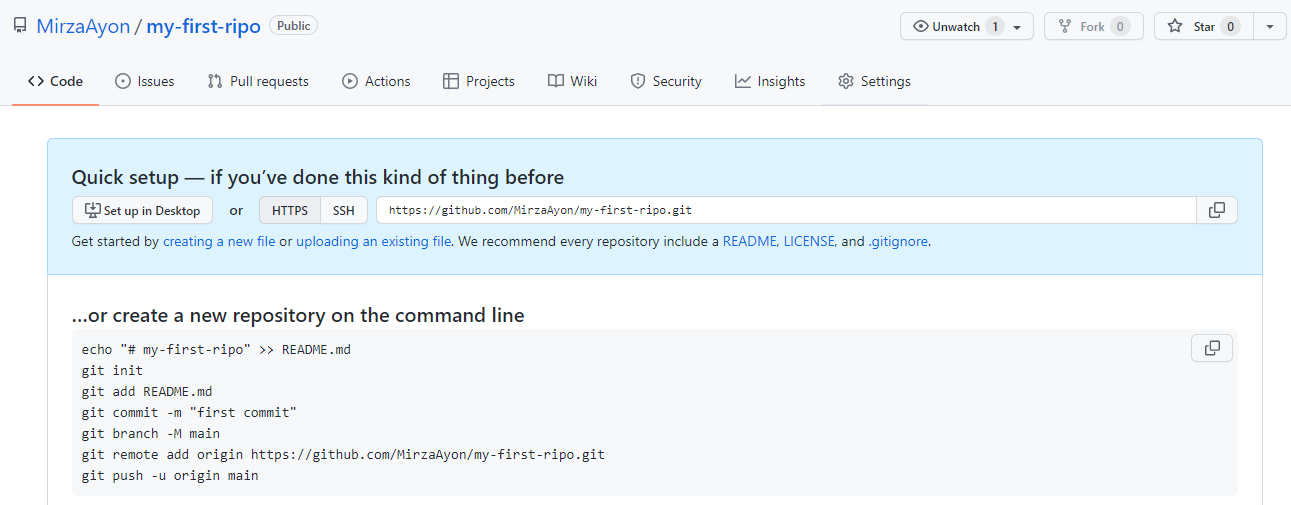 MirzaAyon / my-first-ripo Public Unwatch 1 Fork 0 Star 0
Code Issues Pull requests Actions Projects Wiki Security Insights Settings
Quick setup — if you’ve done this kind of thing before
Set up in Desktop or HTTPS SSH https://github.com/MirzaAyon/my-first-ripo.git
Get started by creating a new file or uploading an existing file. We recommend every repository include a README, LICENSE, and .gitignore.
…or create a new repository on the command line
echo "# my-first-ripo" >> README.md
git init
git add README.md
git commit -m "first commit"
git branch -M main
git remote add origin https://github.com/MirzaAyon/my-first-ripo.git
git push -u origin main